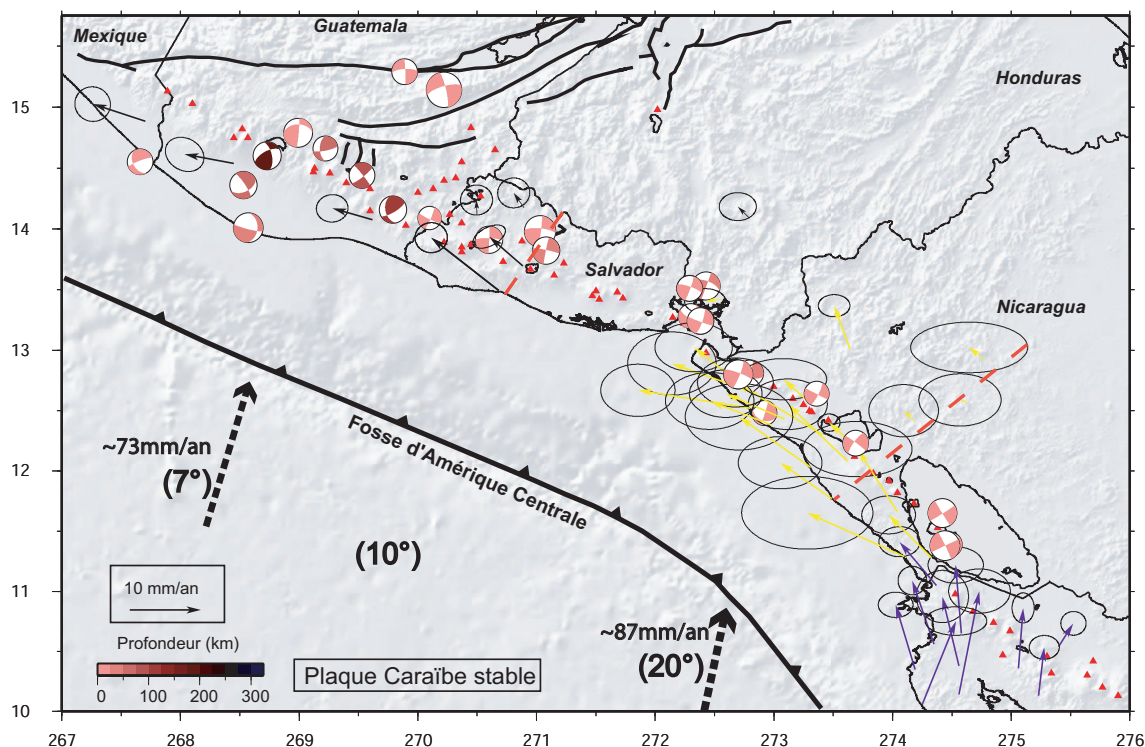 Mexique
Guatemala
Honduras
Salvador
Nicaragua
Fosse d'Amérique Centrale
~73mm/an
(7°)
(10°)
~87mm/an
(20°)
10 mm/an
Profondeur (km)
0 100 200 300
Plaque Caraïbe stable
15
14
13
12
11
10
267 268 269 270 271 272 273 274 275 276